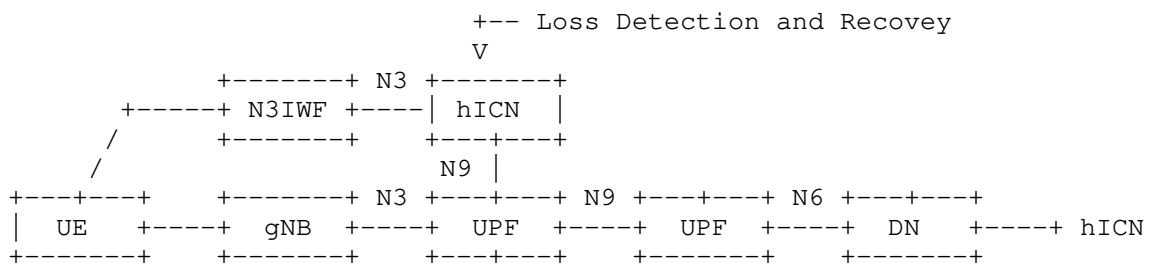 +-- Loss Detection and Recovey
V
+-------+ N3 +-------+
+-----+ N3IWF +----| hICN |
/ +-------+ +---+---+
/ N9 |
+---+---+ +-------+ N3 +---+---+ N9 +---+---+ N6 +---+---+
| UE +----+ gNB +----+ UPF +----+ UPF +----+ DN +----+ hICN
+-------+ +-------+ +---+---+ +-------+ +-------+